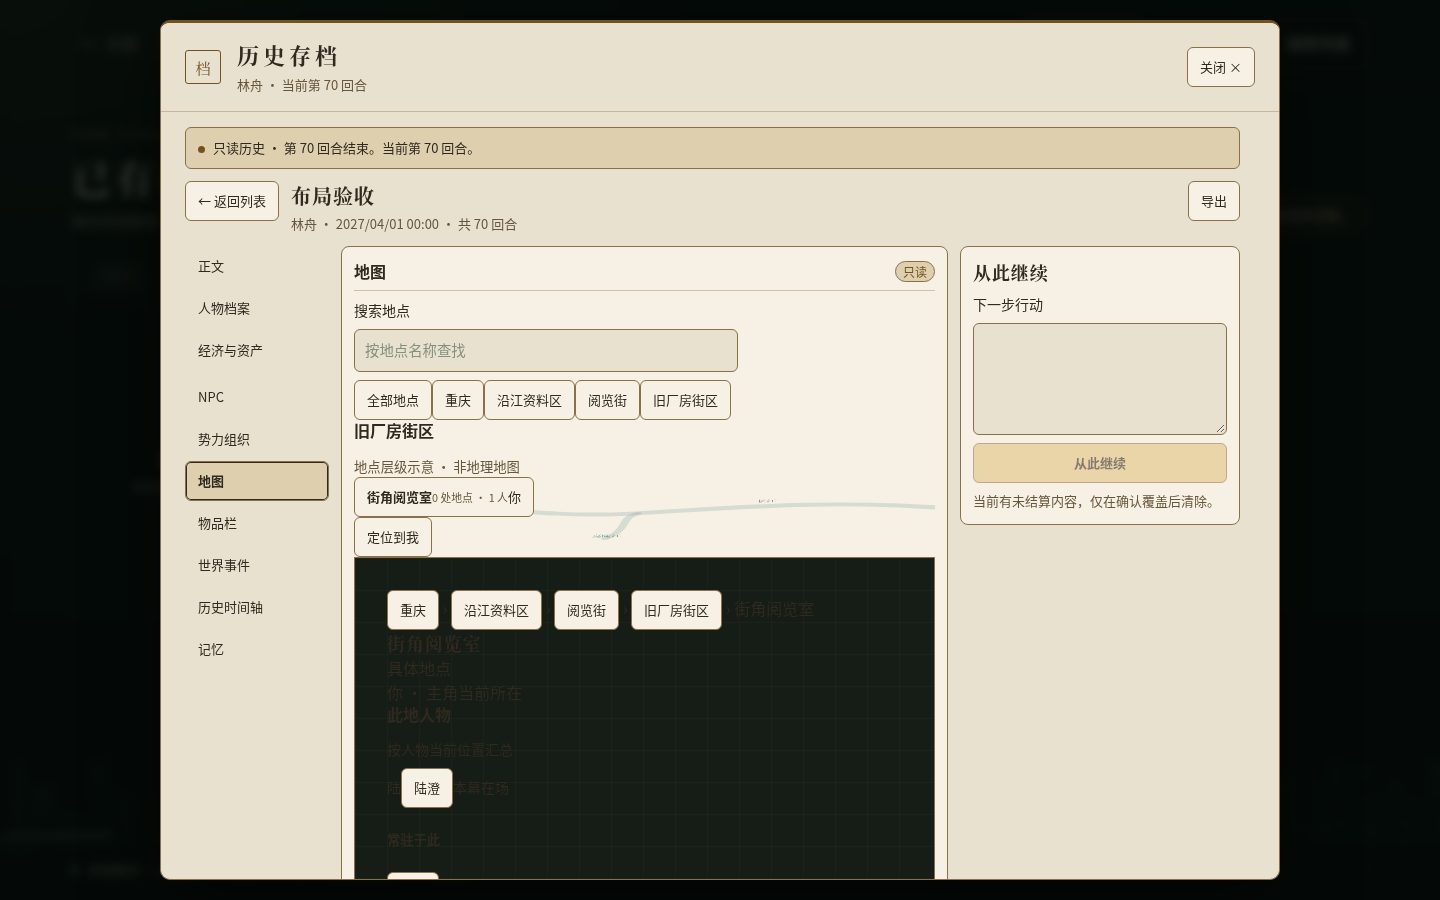 档
历史存档
林舟 · 当前第 70 回合
关闭 ×
只读历史 · 第 70 回合结束。当前第 70 回合。
← 返回列表
布局验收
林舟 · 2027/04/01 00:00 · 共 70 回合
导出
正文
人物档案
经济与资产
NPC
势力组织
地图
物品栏
世界事件
历史时间轴
记忆
地图
只读
搜索地点
按地点名称查找
全部地点 重庆 沿江资料区 阅览街 旧厂房街区
旧厂房街区
地点层级示意 · 非地理地图
街角阅览室0 处地点 · 1 人你
定位到我
重庆 › 沿江资料区 › 阅览街 › 旧厂房街区 › 街角阅览室
街角阅览室
具体地点
你 · 主角当前所在
此地人物
按人物当前位置汇总
陆澄 本幕在场
常驻于此
从此继续
下一步行动
从此继续
当前有未结算内容，仅在确认覆盖后清除。